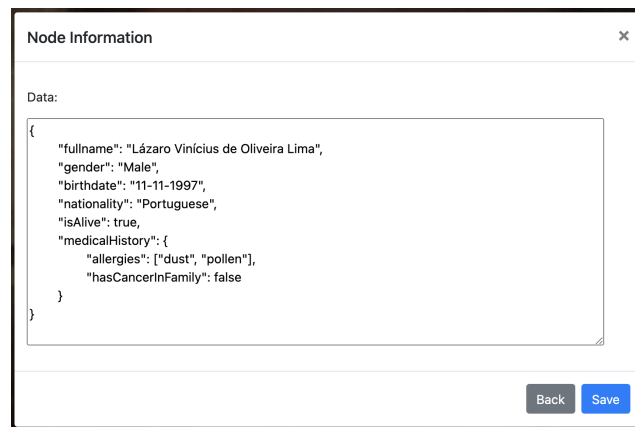 Node Information
×
Data:
{
"fullname": "Lázaro Vinícius de Oliveira Lima",
"gender": "Male",
"birthdate": "11-11-1997",
"nationality": "Portuguese",
"isAlive": true,
"medicalHistory": {
"allergies": ["dust", "pollen"],
"hasCancerInFamily": false
}
}
Back Save